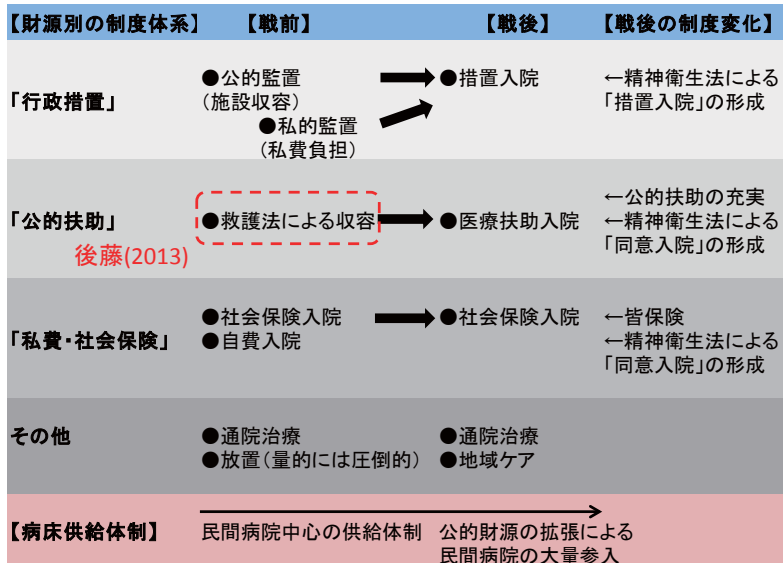 【財源別の制度体系】 【戦前】 【戦後】 【戦後の制度変化】
「行政措置」
●公的監置
(施設収容)
●私的監置
(私費負担)
●措置入院
←精神衛生法による
「措置入院」の形成
「公的扶助」
後藤(2013)
●救護法による収容
●医療扶助入院
←公的扶助の充実
←精神衛生法による
「同意入院」の形成
「私費・社会保険」
●社会保険入院
●自費入院
●社会保険入院
←皆保険
←精神衛生法による
「同意入院」の形成
その他
●通院治療
●放置(量的には圧倒的)
●通院治療
●地域ケア
【病床供給体制】
民間病院中心の供給体制
公的財源の拡張による
民間病院の大量参入